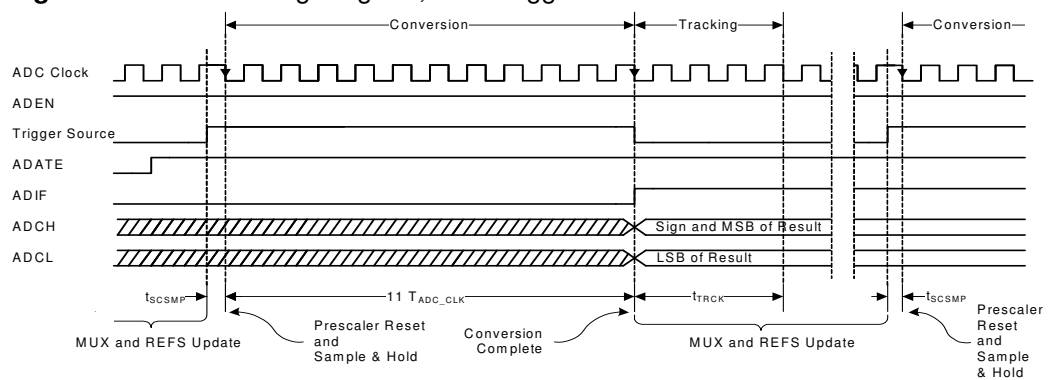 Conversion Tracking Conversion
ADC Clock
ADEN
Trigger Source
ADATE
ADIF
ADCH Sign and MSB of Result
ADCL LSB of Result
tSCSMP 11 TADC_CLK tTRCK tSCSMP
MUX and REFS Update
Prescaler Reset
and
Sample & Hold
Conversion
Complete
MUX and REFS Update
Prescaler
Reset
and
Sample
& Hold